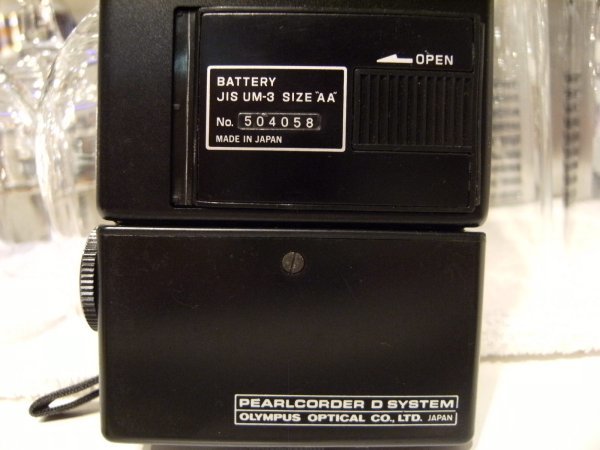 OPEN
BATTERY
JIS UM-3 SIZE "AA"
No. 504058
MADE IN JAPAN
PEARLCORDER D SYSTEM
OLYMPUS OPTICAL CO., LTD. JAPAN